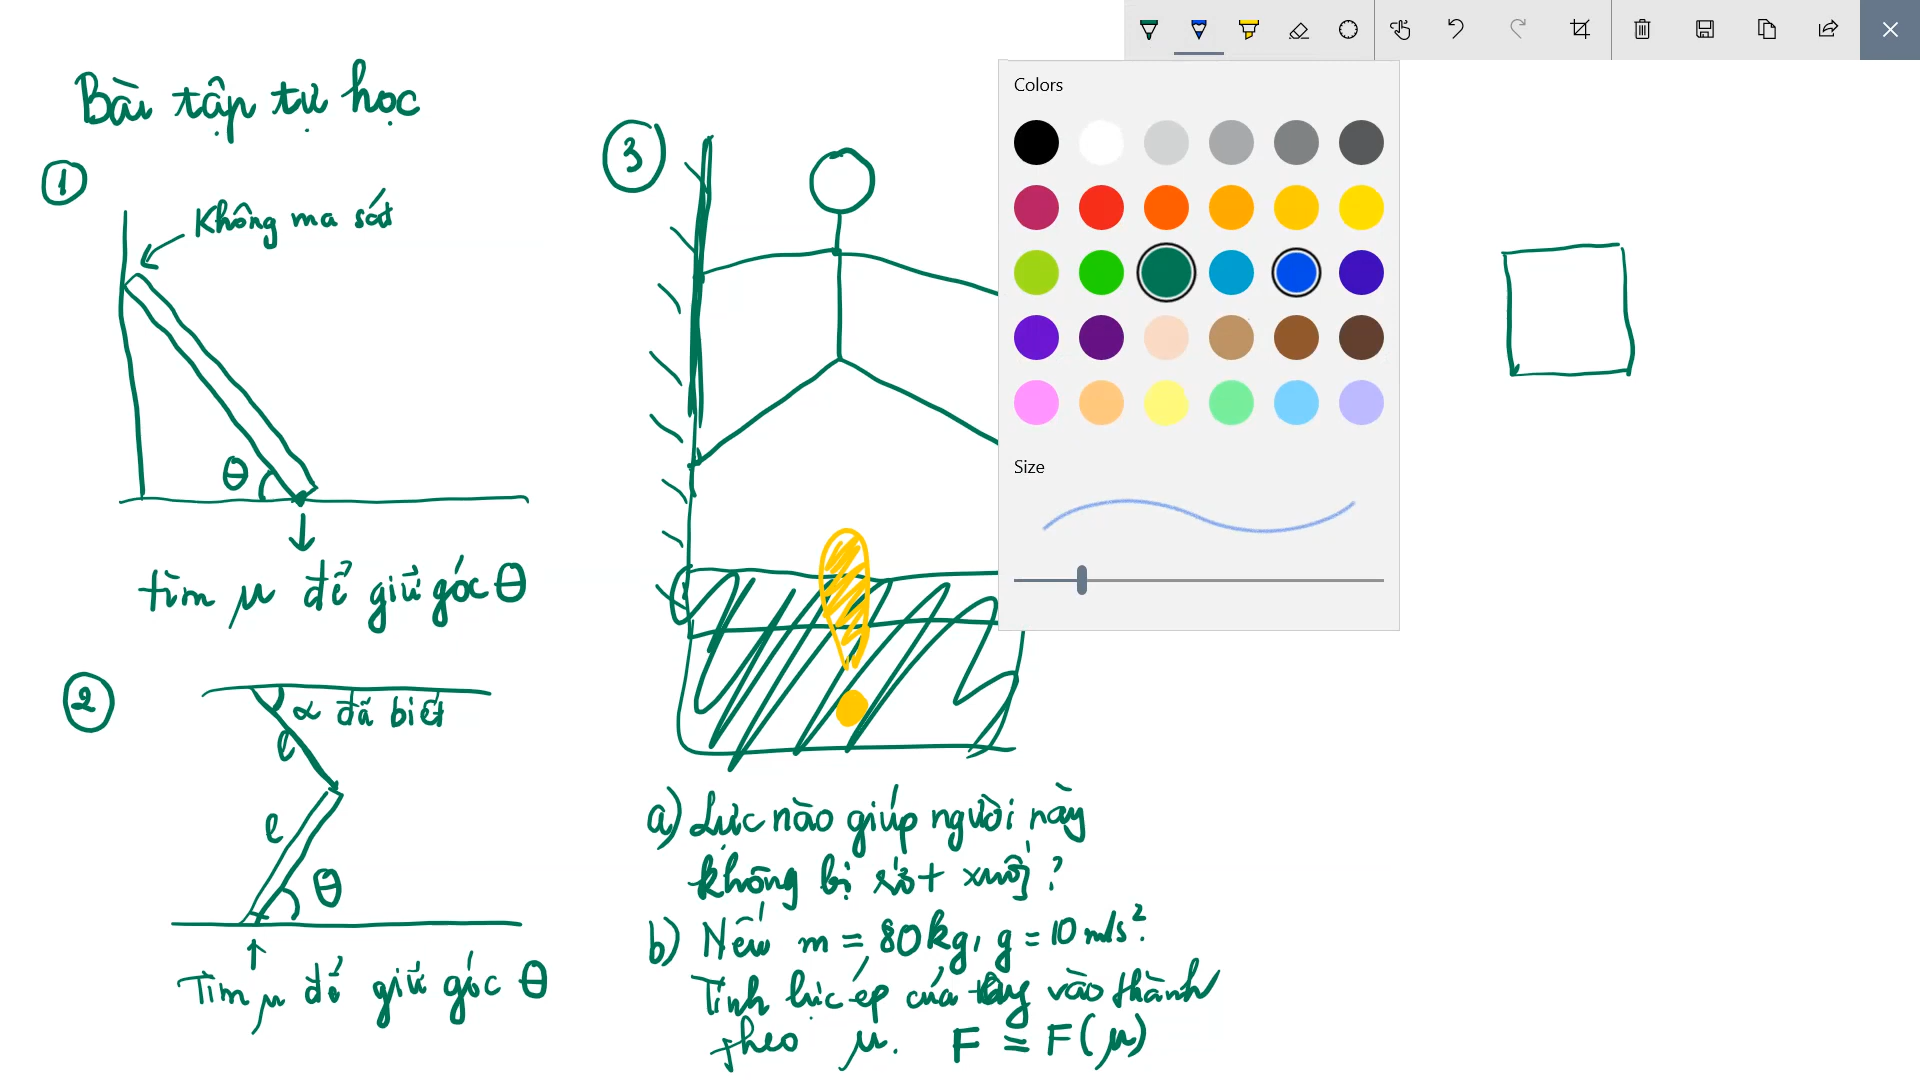 Bài tập tự học
1
Không ma sát
θ
tìm μ để giữ góc θ
2
α đã biết
l
l
θ
Tìm μ để giữ góc θ
3
a) Lực nào giúp người này
không bị rớt xuống?
b) Nếu m = 80kg, g = 10 m/s².
Tính lực ép của tay vào thành
theo μ. F = F(μ)
Colors
Size